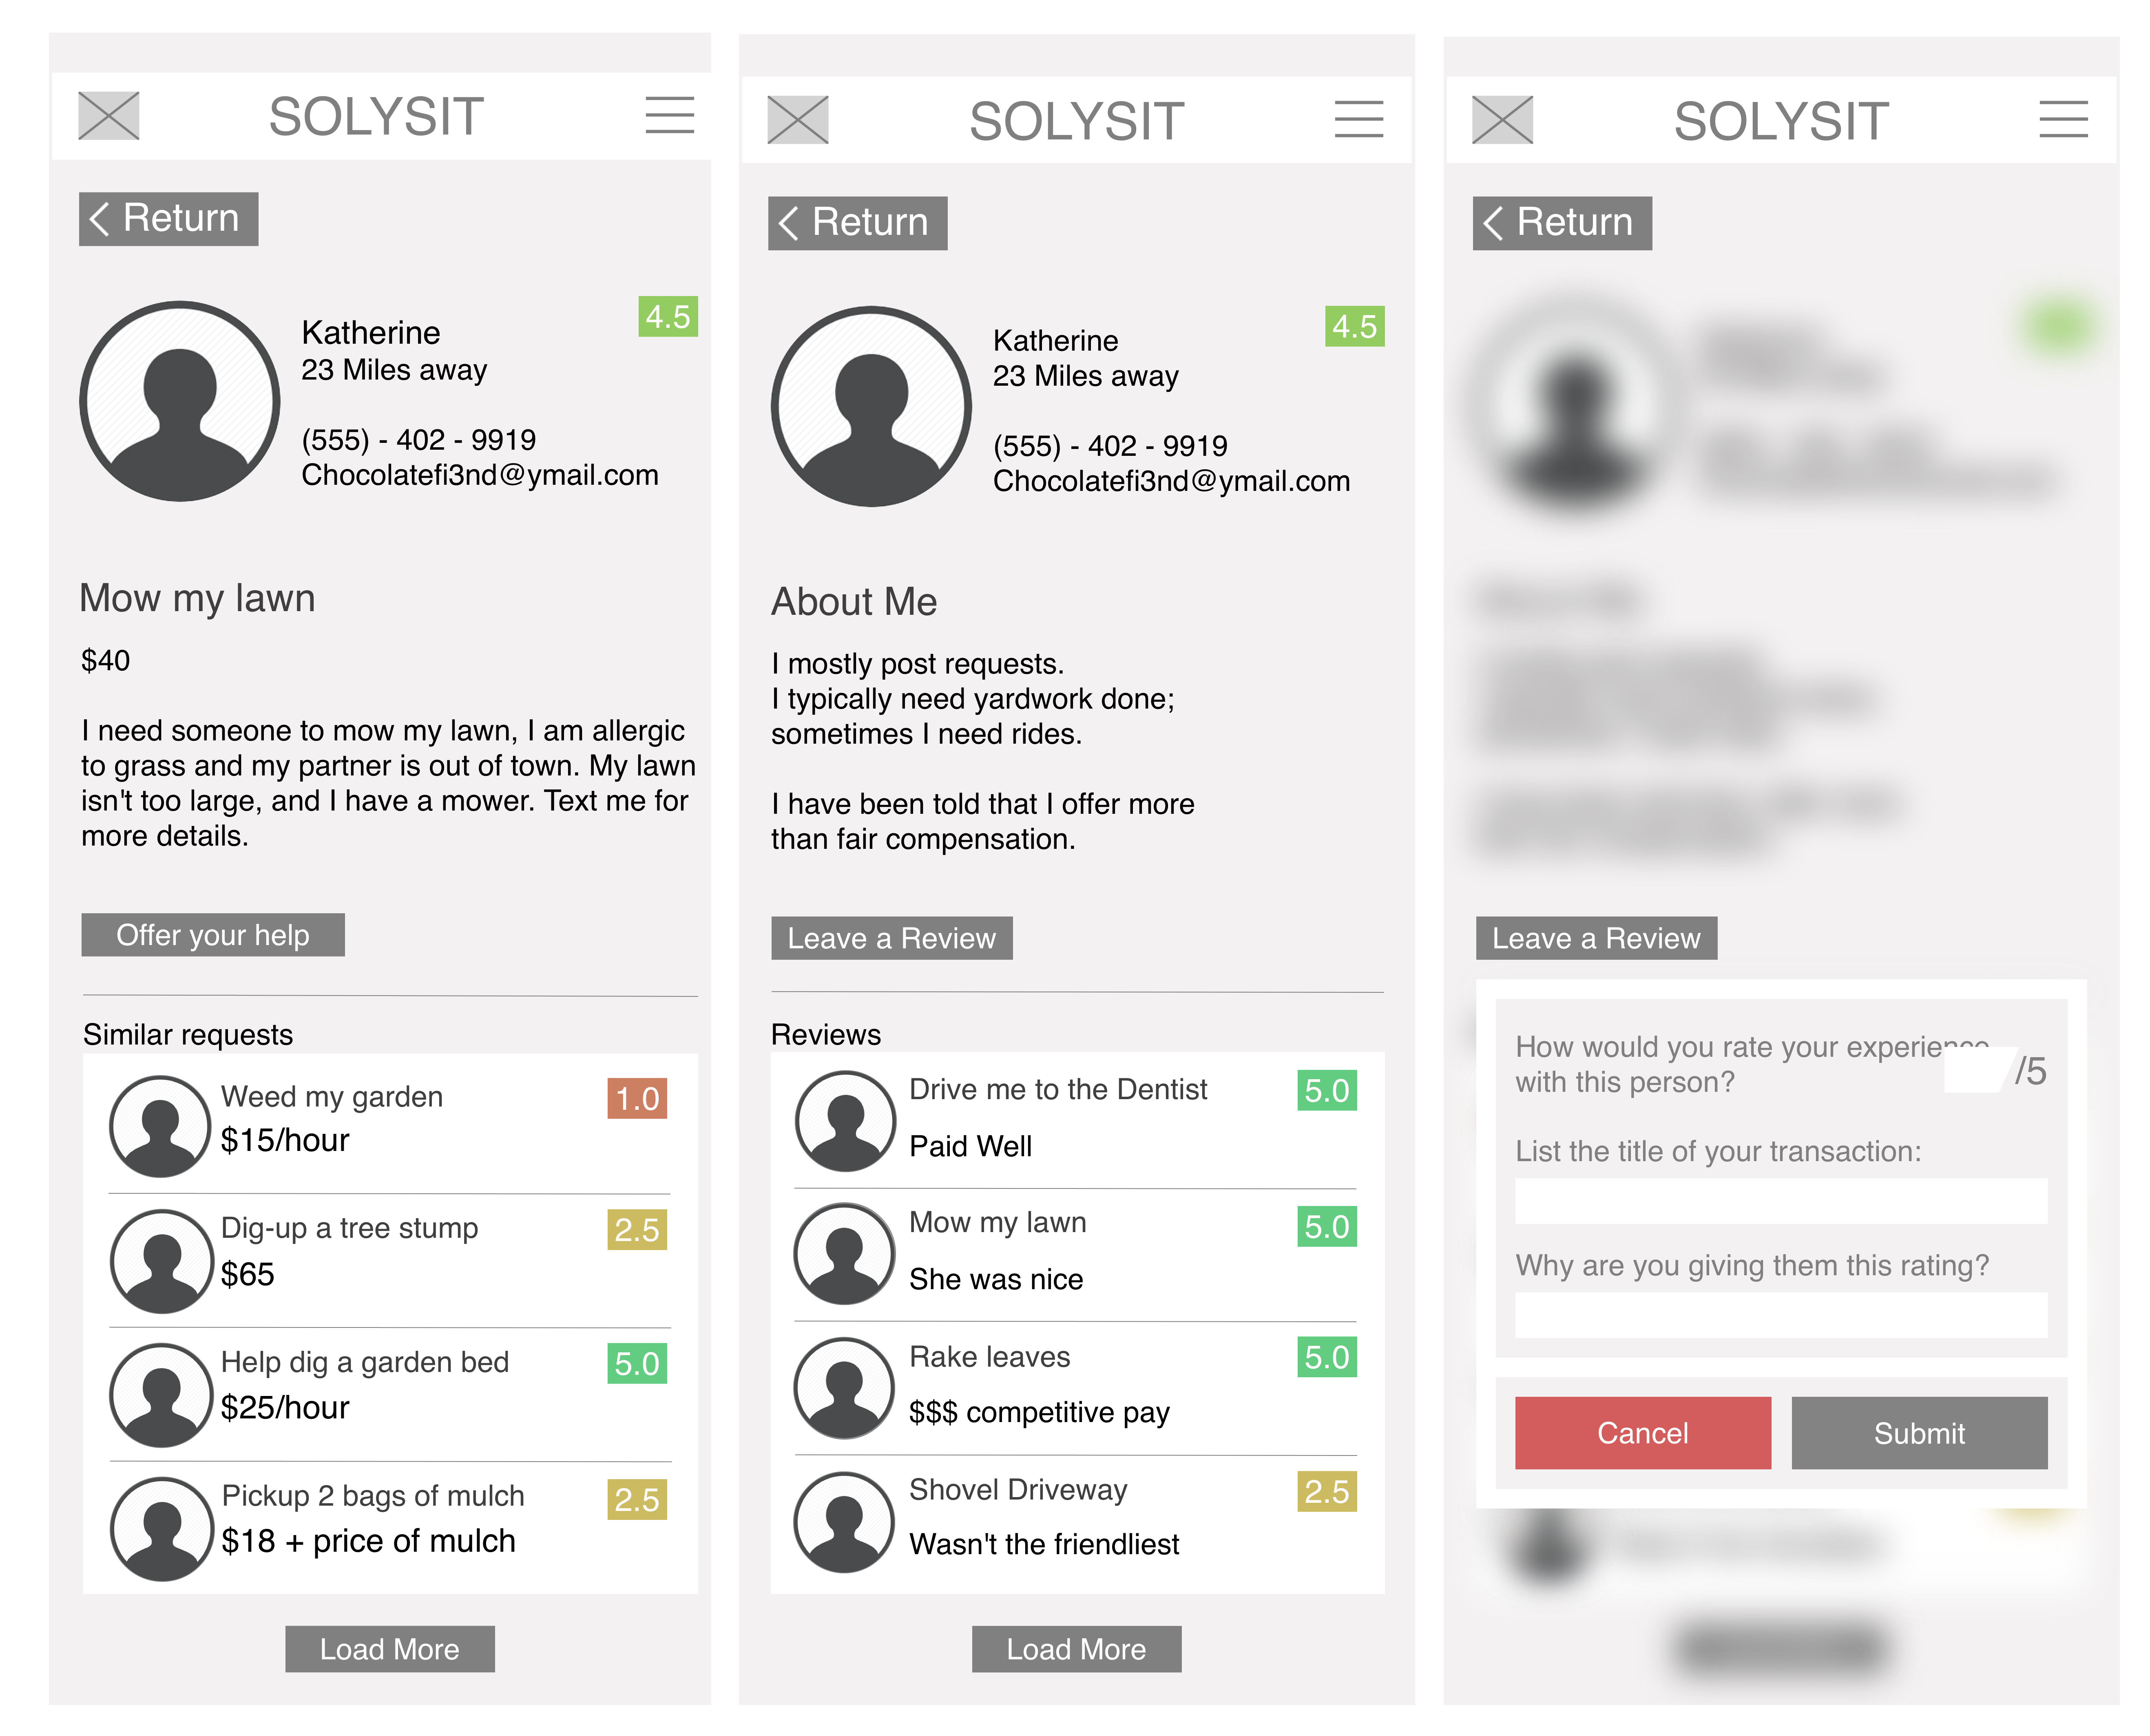 SOLYSIT
Return
Katherine
4.5
23 Miles away
(555) - 402 - 9919
Chocolatefi3nd@ymail.com
Mow my lawn
$40
I need someone to mow my lawn, I am allergic
to grass and my partner is out of town. My lawn
isn't too large, and I have a mower. Text me for
more details.
Offer your help
Similar requests
Weed my garden
1.0
$15/hour
Dig-up a tree stump
2.5
$65
Help dig a garden bed
5.0
$25/hour
Pickup 2 bags of mulch
2.5
$18 + price of mulch
Load More
SOLYSIT
Return
Katherine
4.5
23 Miles away
(555) - 402 - 9919
Chocolatefi3nd@ymail.com
About Me
I mostly post requests.
I typically need yardwork done;
sometimes I need rides.
I have been told that I offer more
than fair compensation.
Leave a Review
Reviews
Drive me to the Dentist
5.0
Paid Well
Mow my lawn
5.0
She was nice
Rake leaves
5.0
$$$ competitive pay
Shovel Driveway
2.5
Wasn't the friendliest
Load More
SOLYSIT
Return
Leave a Review
How would you rate your experience
with this person?
/5
List the title of your transaction:
Why are you giving them this rating?
Cancel
Submit